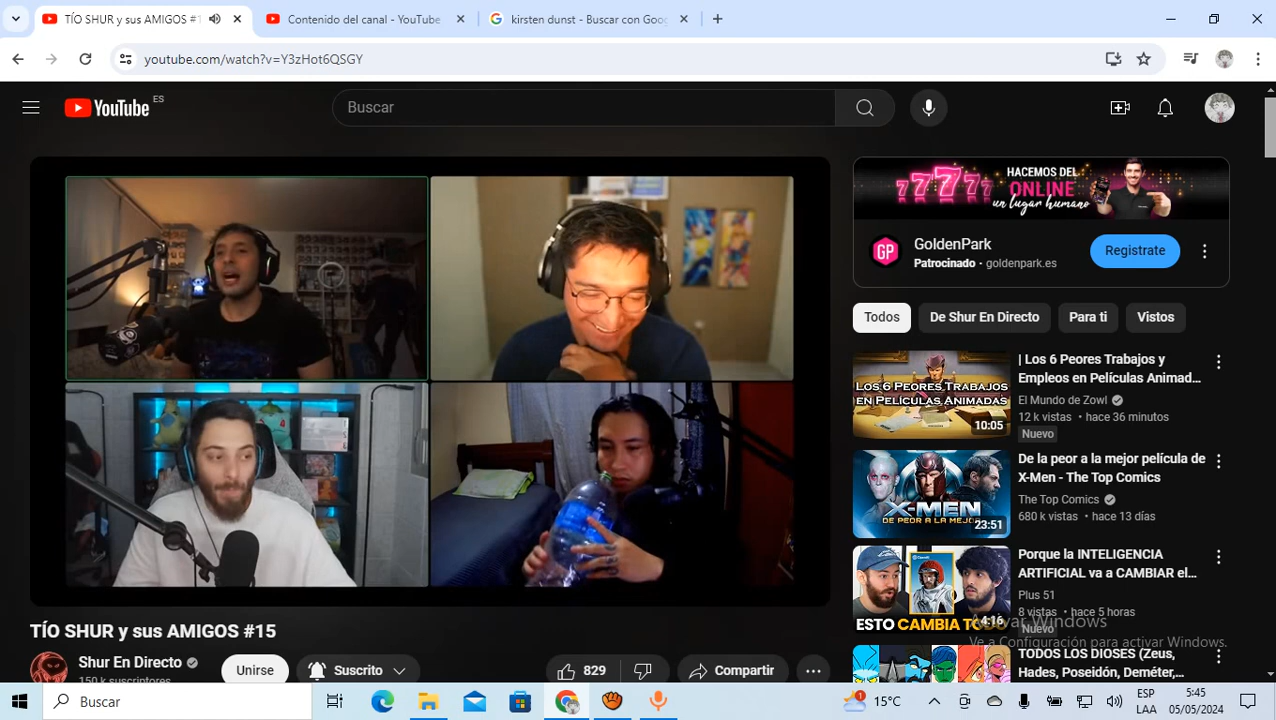 TÍO SHUR y sus AMIGOS #1
Contenido del canal - YouTube
kirsten dunst - Buscar con Goo
youtube.com/watch?v=Y3zHot6QSGY
YouTube ES
Buscar
77777
HACEMOS DEL
ONLINE
un lugar humano
GP
GoldenPark
Patrocinado · goldenpark.es
Registrate
Todos
De Shur En Directo
Para ti
Vistos
LOS 6 PEORES TRABAJOS
EN PELÍCULAS ANIMADAS
10:05
| Los 6 Peores Trabajos y
Empleos en Películas Animad...
El Mundo de Zowl
12 k vistas · hace 36 minutos
Nuevo
X-MEN
DE PEOR A LA MEJOR
23:51
De la peor a la mejor película de
X-Men - The Top Comics
The Top Comics
680 k vistas · hace 13 días
ESTO CAMBIA
4:16
Porque la INTELIGENCIA
ARTIFICIAL va a CAMBIAR el...
Plus 51
8 vistas · hace 5 horas
Nuevo
Activar Windows
Ve a Configuración para activar Windows.
TODOS LOS DIOSES (Zeus,
Hades, Poseidón, Deméter,...
TÍO SHUR y sus AMIGOS #15
Shur En Directo
150 k suscriptores
Unirse
Suscrito
829
Compartir
Buscar
1
15°C
ESP
LAA
5:45
05/05/2024